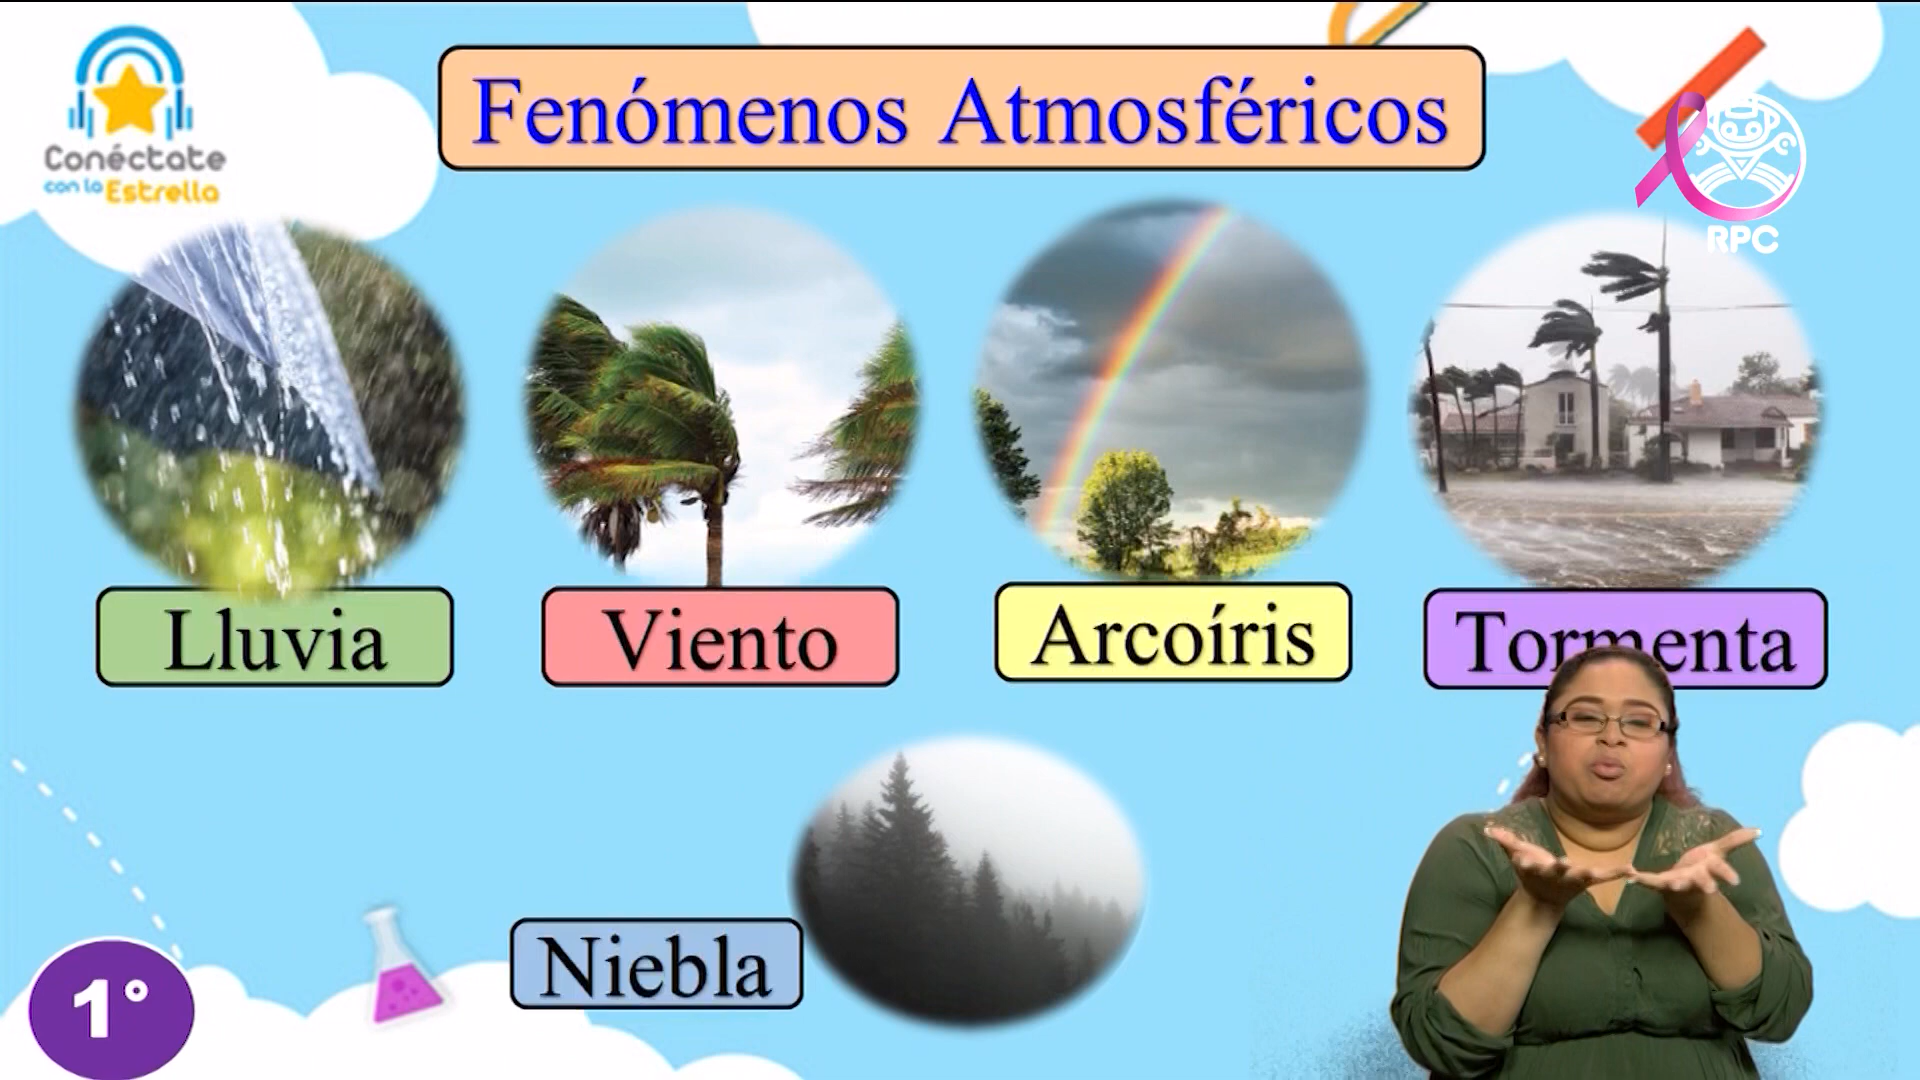 Conéctate
con la Estrella
Fenómenos Atmosféricos
RPC
Lluvia
Viento
Arcoíris
Tormenta
Niebla
1°